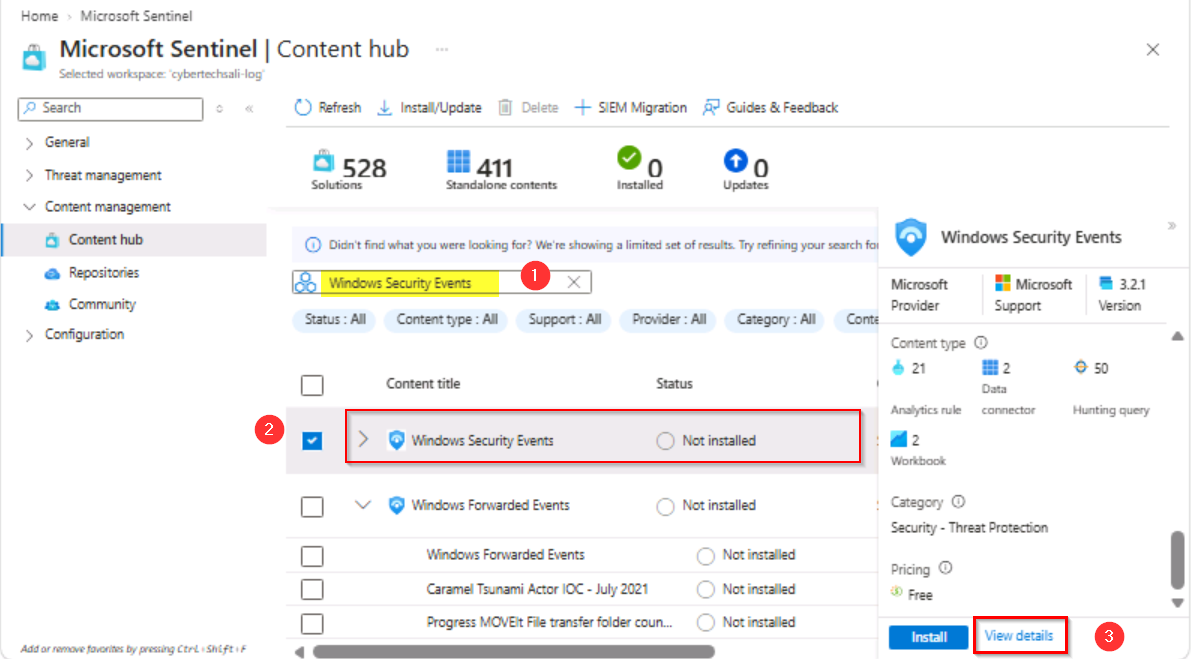 Home > Microsoft Sentinel
Microsoft Sentinel | Content hub ...
Selected workspace: 'cybertechsali-log'
Search
General
Threat management
Content management
Content hub
Repositories
Community
Configuration
Add or remove favorites by pressing Ctrl+Shift+F
Refresh Install/Update Delete SIEM Migration Guides & Feedback
528 Solutions
411 Standalone contents
0 Installed
0 Updates
Didn't find what you were looking for? We're showing a limited set of results. Try refining your search for
Windows Security Events 1
Status : All Content type : All Support : All Provider : All Category : All Conte
Content title Status
2 Windows Security Events Not installed
Windows Forwarded Events Not installed
Windows Forwarded Events Not installed
Caramel Tsunami Actor IOC - July 2021 Not installed
Progress MOVEIt File transfer folder coun... Not installed
Windows Security Events
Microsoft Provider
Microsoft Support
3.2.1 Version
Content type
21 Analytics rule
2 Data connector
50 Hunting query
2 Workbook
Category
Security - Threat Protection
Pricing
Free
Install View details 3